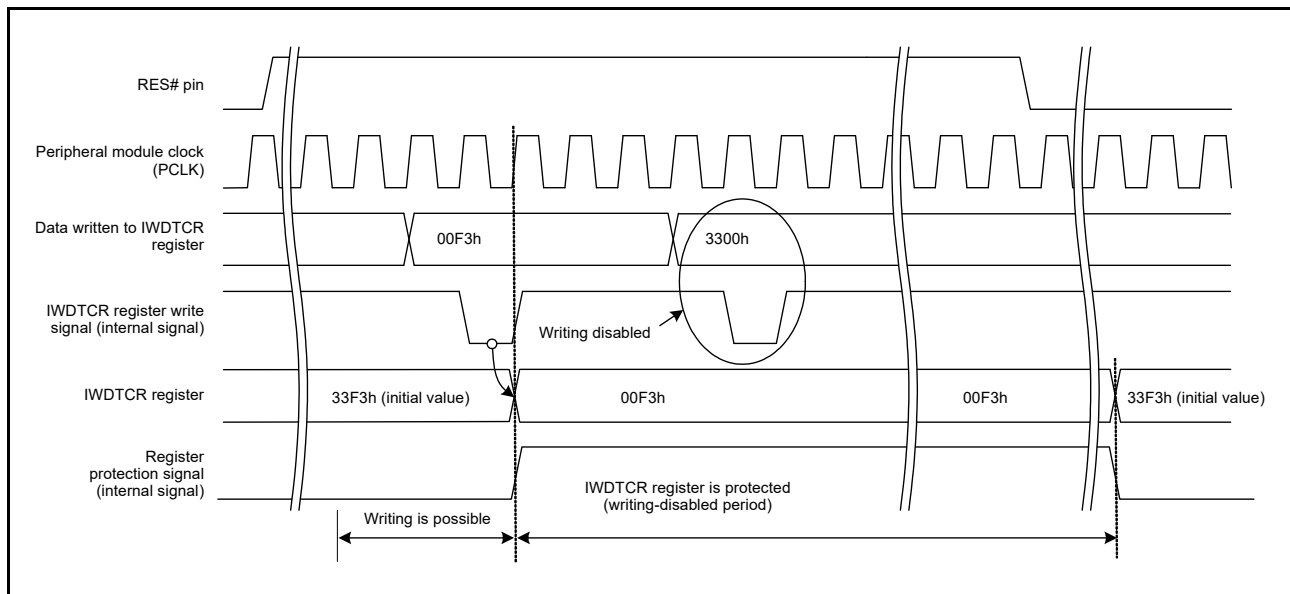 RES# pin
Peripheral module clock
(PCLK)
Data written to IWDTCR
register
00F3h
3300h
IWDTCR register write
signal (internal signal)
Writing disabled
IWDTCR register
33F3h (initial value)
00F3h
00F3h
33F3h (initial value)
Register
protection signal
(internal signal)
IWDTCR register is protected
(writing-disabled period)
Writing is possible